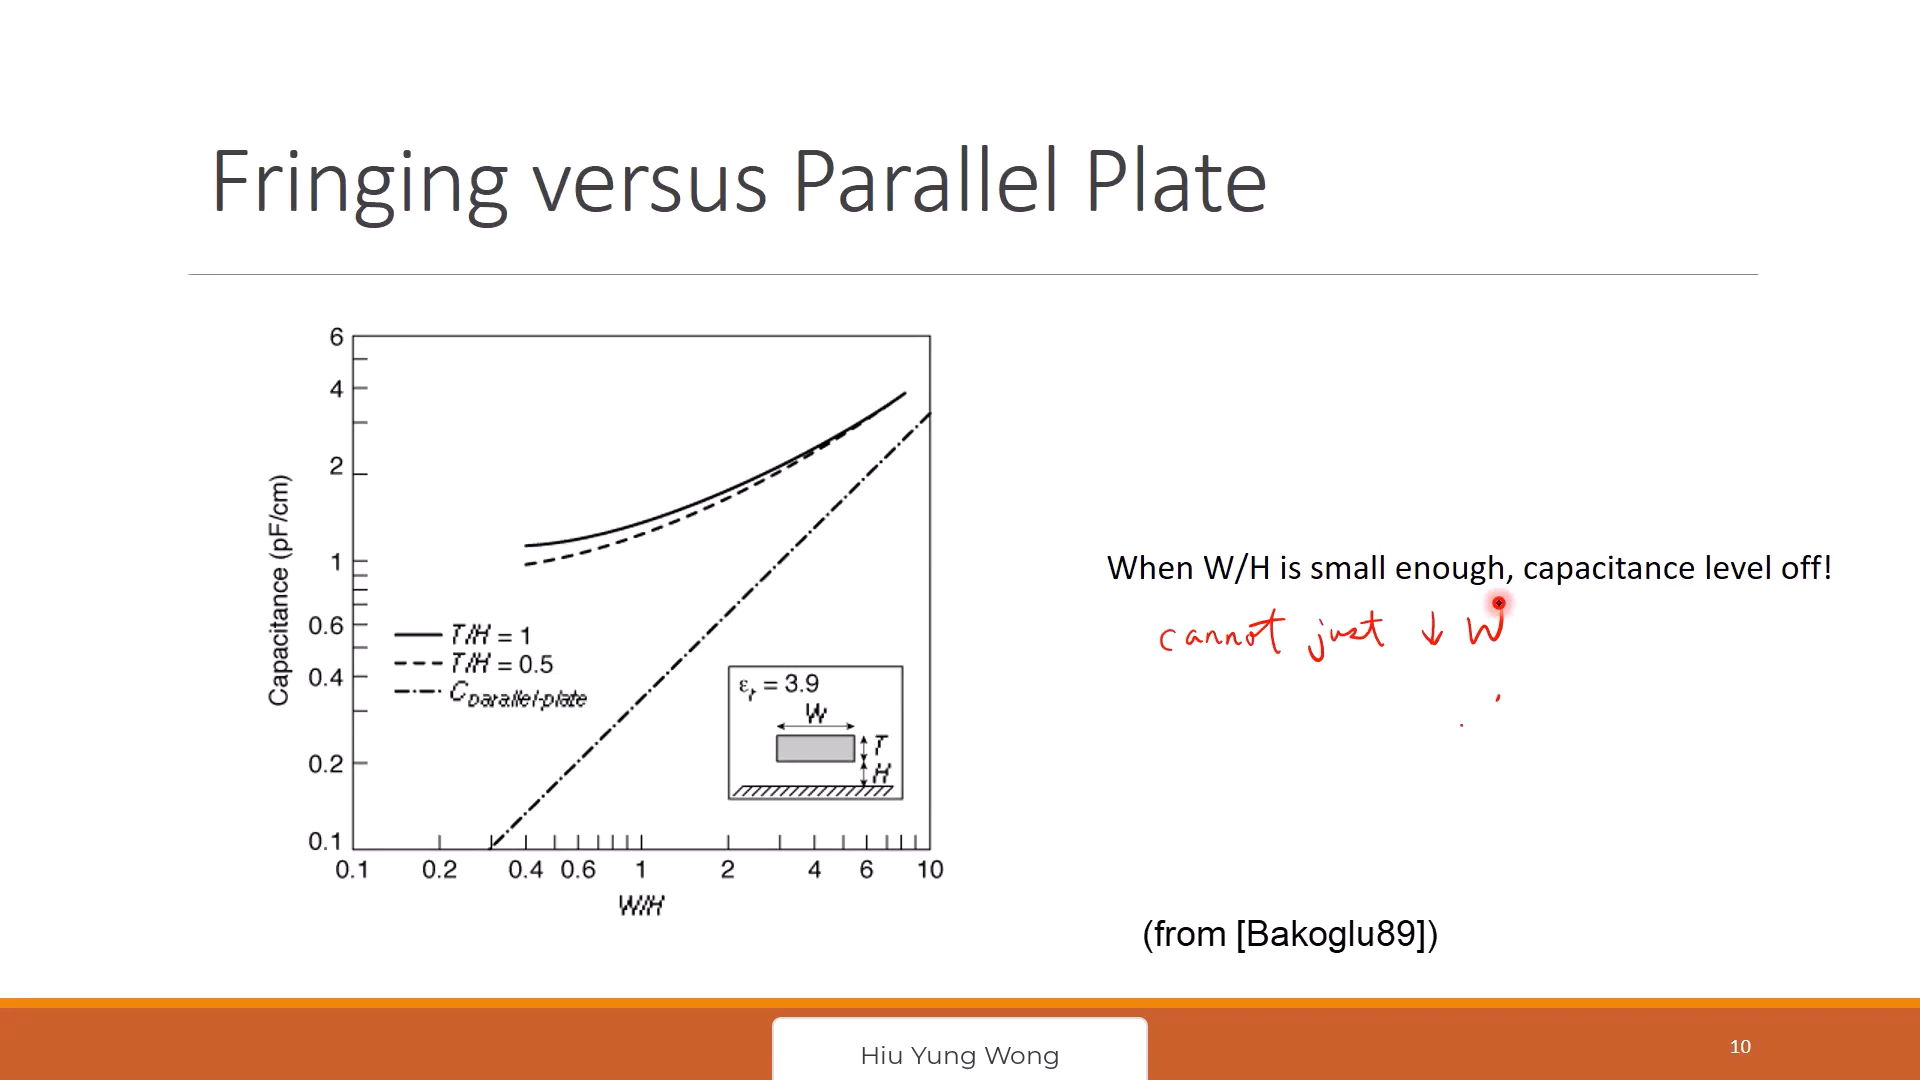 Fringing versus Parallel Plate
6
4
2
1
0.6
0.4
0.2
0.1
Capacitance (pF/cm)
T/H = 1
T/H = 0.5
Cparallel-plate
εr = 3.9
W
T
H
0.1 0.2 0.4 0.6 1 2 4 6 10
W/H
When W/H is small enough, capacitance level off!
cannot just ↓ W
(from [Bakoglu89])
Hiu Yung Wong
10